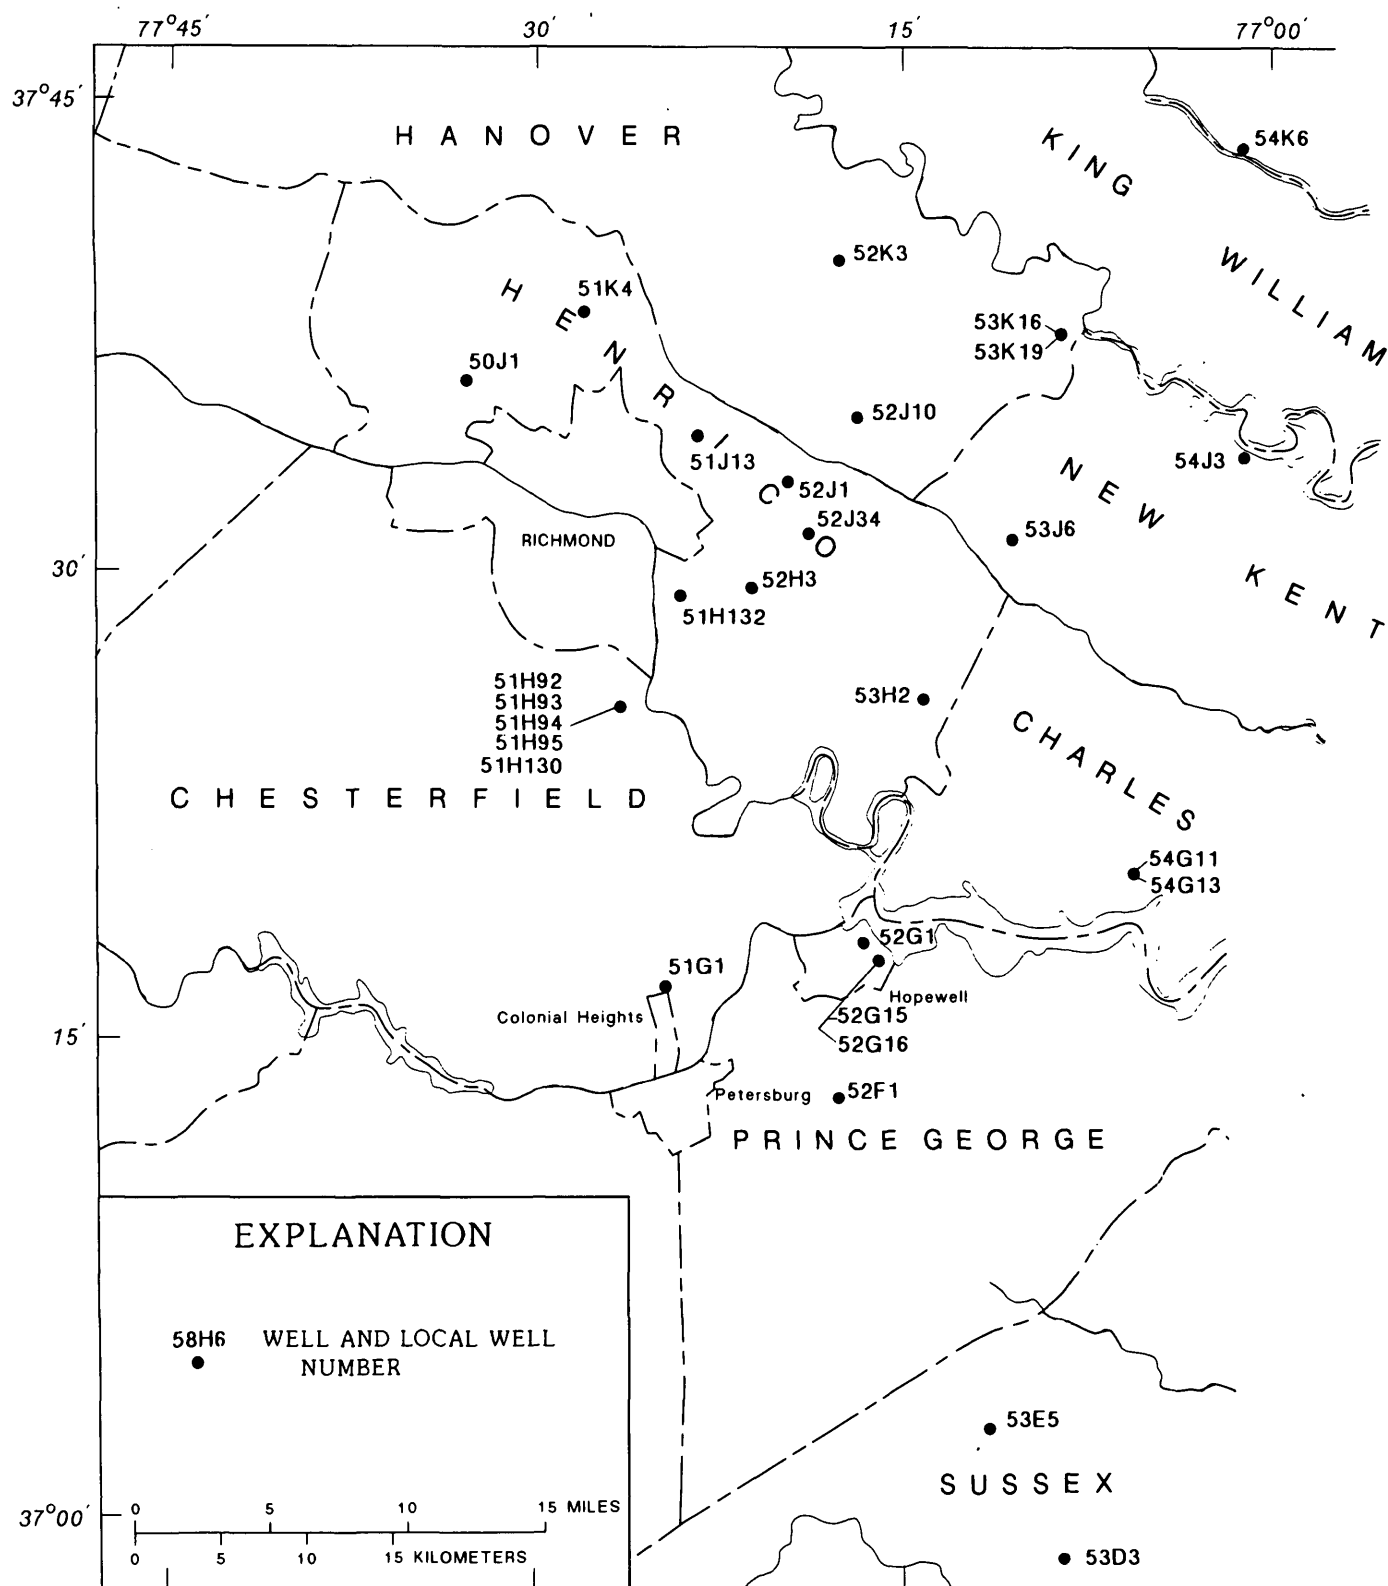 77°45′ 30′ 15′ 77°00′
37°45′
HANOVER
KING
54K6
52K3
WILLIAM
HENRICO
51K4
53K16
53K19
50J1
52J10
51J13
54J3
NEW
52J1
52J34
RICHMOND
53J6
30′
52H3
KENT
51H132
51H92
51H93
51H94
51H95
51H130
53H2
CHARLES
CHESTERFIELD
54G11
54G13
52G1
51G1
Hopewell
Colonial Heights
52G15
15′
52G16
Petersburg
52F1
PRINCE GEORGE
EXPLANATION
58H6 WELL AND LOCAL WELL
NUMBER
53E5
SUSSEX
37°00′
0 5 10 15 MILES
0 5 10 15 KILOMETERS
53D3